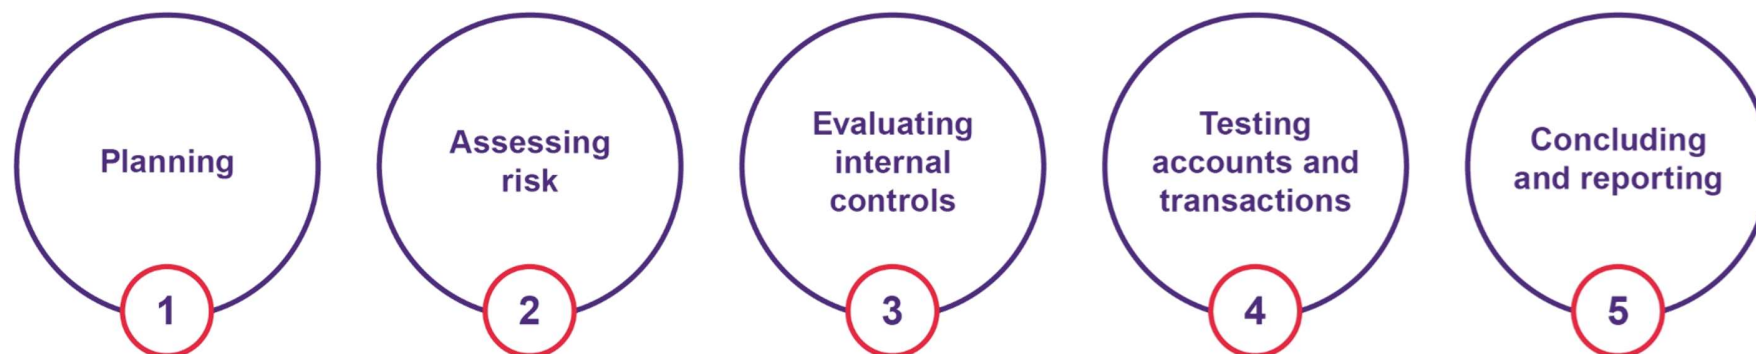 Planning
1
Assessing
risk
2
Evaluating
internal
controls
3
Testing
accounts and
transactions
4
Concluding
and reporting
5